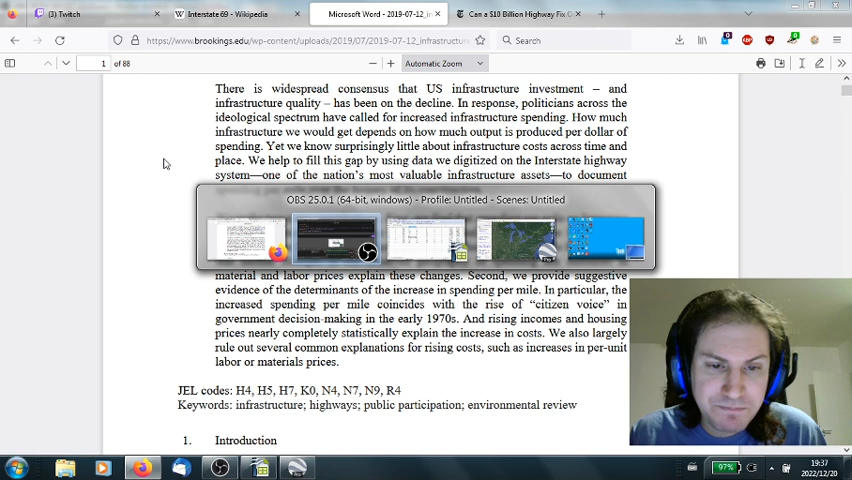 (3) Twitch
Interstate 69 - Wikipedia
Microsoft Word - 2019-07-12_in
Can a $10 Billion Highway Fix O
https://www.brookings.edu/wp-content/uploads/2019/07/2019-07-12_infrastructure
Search
1 of 88
Automatic Zoom
There is widespread consensus that US infrastructure investment – and
infrastructure quality – has been on the decline. In response, politicians across the
ideological spectrum have called for increased infrastructure spending. How much
infrastructure we would get depends on how much output is produced per dollar of
spending. Yet we know surprisingly little about infrastructure costs across time and
place. We help to fill this gap by using data we digitized on the Interstate highway
system—one of the nation's most valuable infrastructure assets—to document
OBS 25.0.1 (64-bit, windows) - Profile: Untitled - Scenes: Untitled
material and labor prices explain these changes. Second, we provide suggestive
evidence of the determinants of the increase in spending per mile. In particular, the
increased spending per mile coincides with the rise of “citizen voice” in
government decision-making in the early 1970s. And rising incomes and housing
prices nearly completely statistically explain the increase in costs. We also largely
rule out several common explanations for rising costs, such as increases in per-unit
labor or materials prices.
JEL codes: H4, H5, H7, K0, N4, N7, N9, R4
Keywords: infrastructure; highways; public participation; environmental review
1. Introduction
97%
19:37
2022/12/20